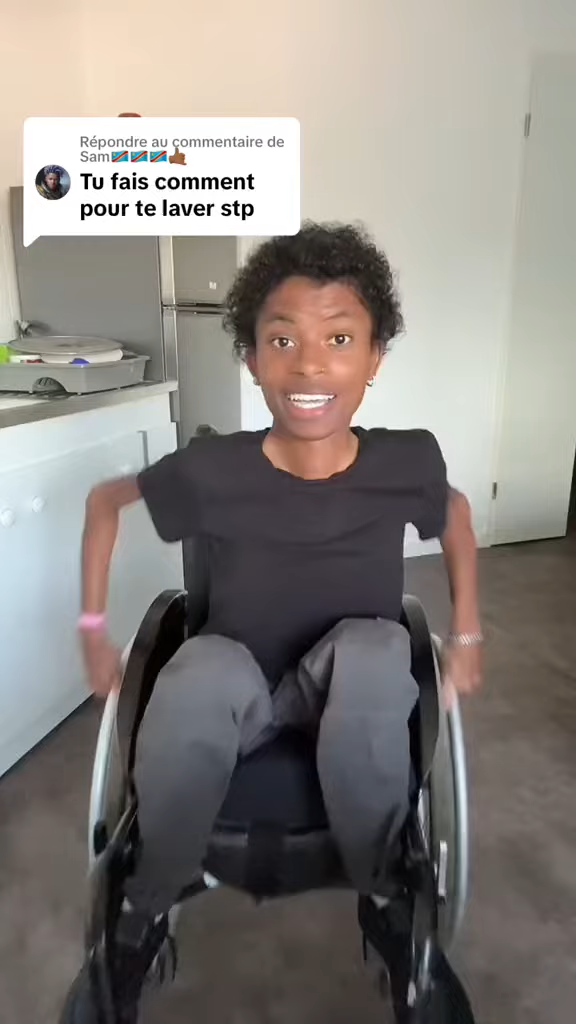 Répondre au commentaire de
Sam🇨🇩🇨🇩🇨🇩🤙🏾
Tu fais comment
pour te laver stp